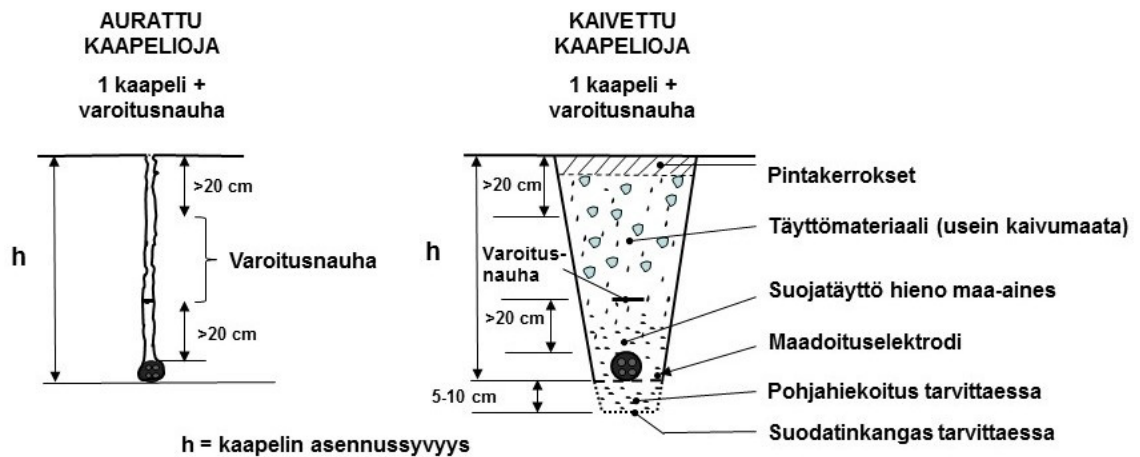 AURATTU
KAAPELIOJA
1 kaapeli +
varoitusnauha
>20 cm
h
Varoitusnauha
>20 cm
KAIVETTU
KAAPELIOJA
1 kaapeli +
varoitusnauha
>20 cm
h
Varoitus-
nauha
>20 cm
5-10 cm
Pintakerrokset
Täyttömateriaali (usein kaivumaata)
Suojatäyttö hieno maa-aines
Maadoituselektrodi
Pohjahiekoitus tarvittaessa
Suodatinkangas tarvittaessa
h = kaapelin asennussyvyys